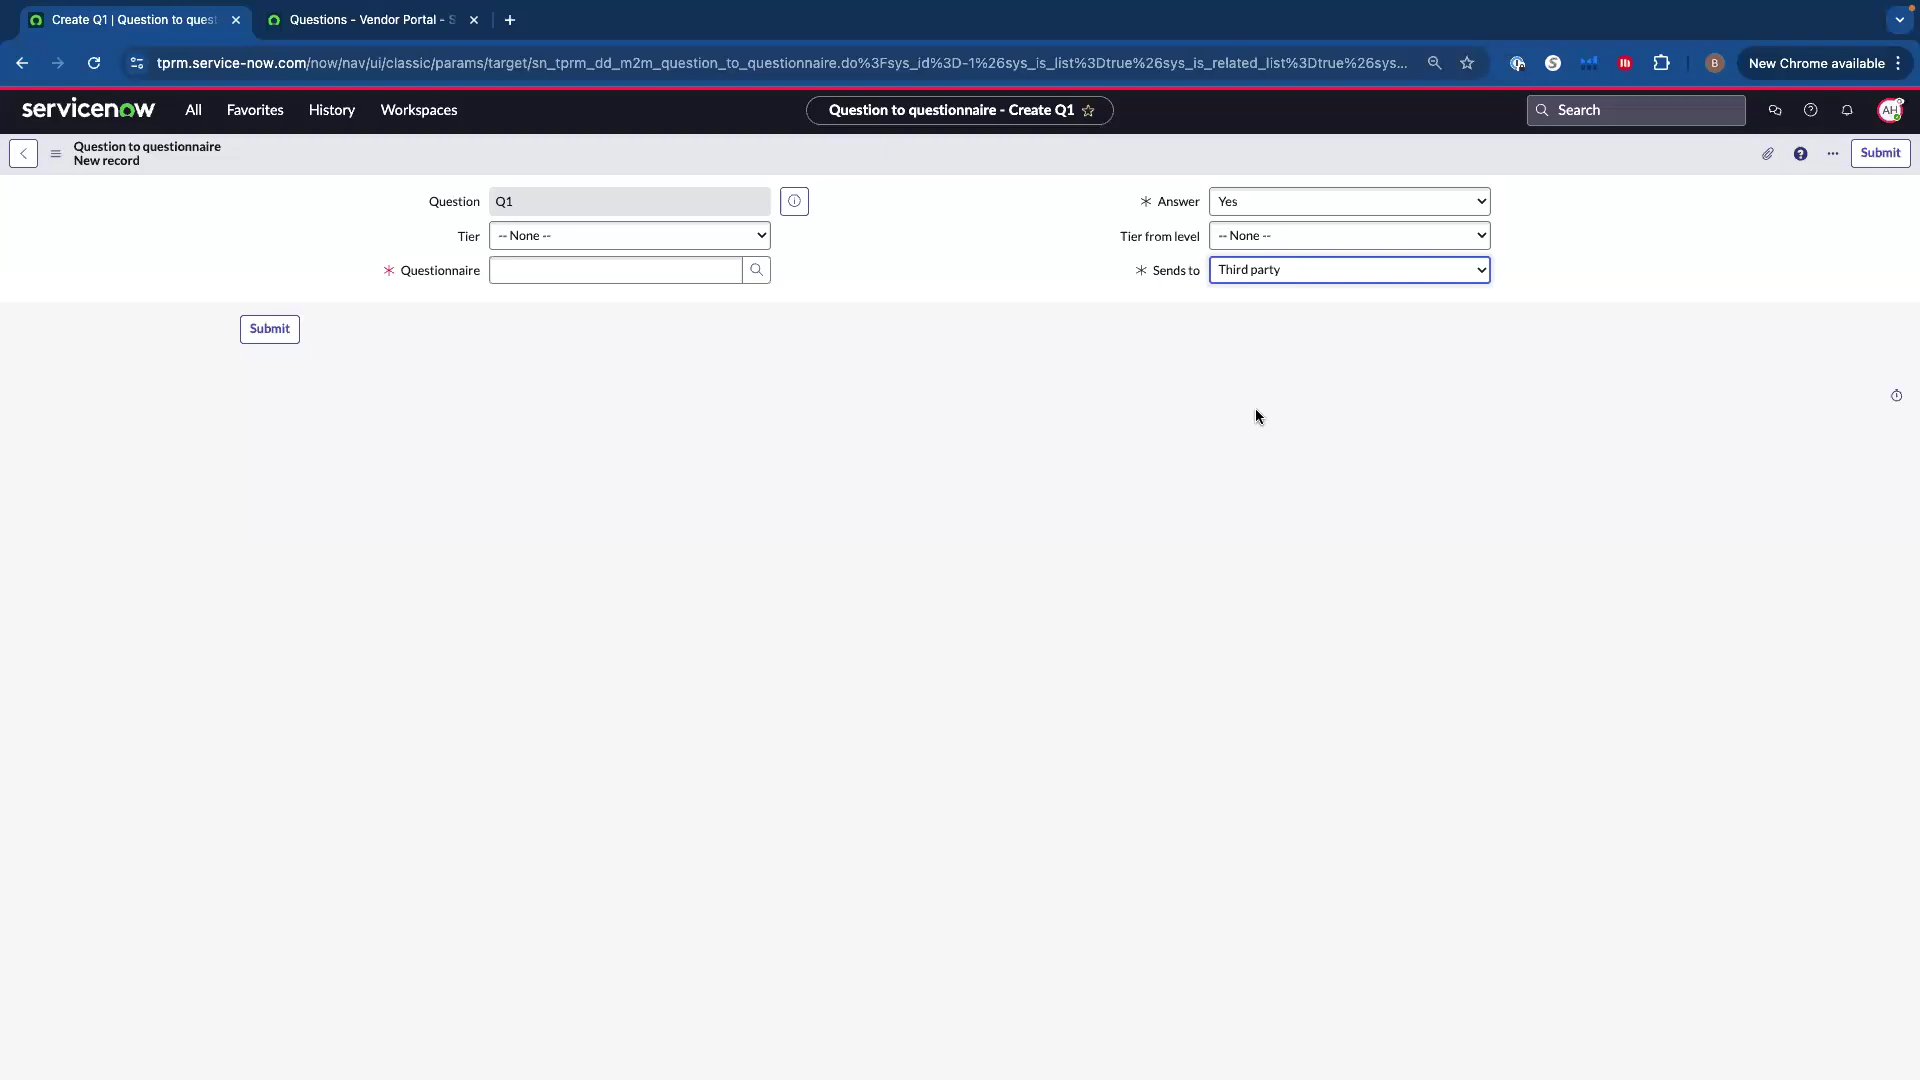 Create Q1 | Question to quest
Questions - Vendor Portal - S
tprm.service-now.com/now/nav/ui/classic/params/target/sn_tprm_dd_m2m_question_to_questionnaire.do%3Fsys_id%3D-1%26sys_is_list%3Dtrue%26sys_is_related_list%3Dtrue%26sys...
B
New Chrome available
servicenow
All
Favorites
History
Workspaces
Question to questionnaire - Create Q1
Search
AH
Question to questionnaire
New record
Submit
Question
Q1
Answer
Yes
Tier
-- None --
Tier from level
-- None --
Questionnaire
Sends to
Third party
Submit